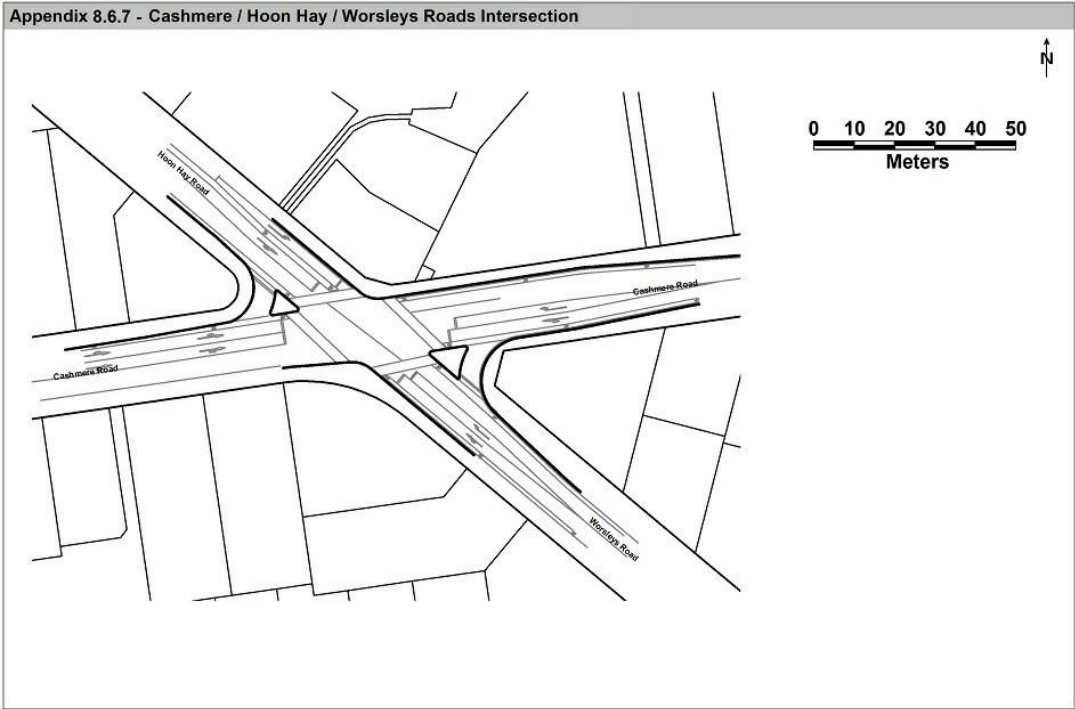 Appendix 8.6.7 - Cashmere / Hoon Hay / Worsleys Roads Intersection
N
0 10 20 30 40 50
Meters
Hoon Hay Road
Cashmere Road
Cashmere Road
Worsleys Road